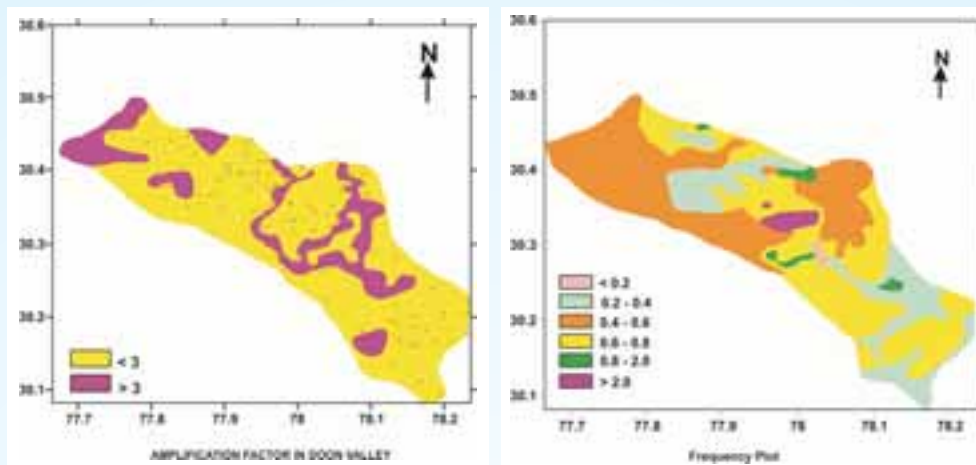 30.6
N
30.5
30.4
30.3
30.2
30.1
< 3
> 3
77.7 77.8 77.9 78 78.1 78.2
AMPLIFICATION FACTOR IN DOON VALLEY
30.6
N
30.5
30.4
30.3
30.2
30.1
< 0.2
0.2 - 0.4
0.4 - 0.6
0.6 - 0.8
0.8 - 2.0
> 2.0
77.7 77.8 77.9 78 78.1 78.2
Frequency Plot